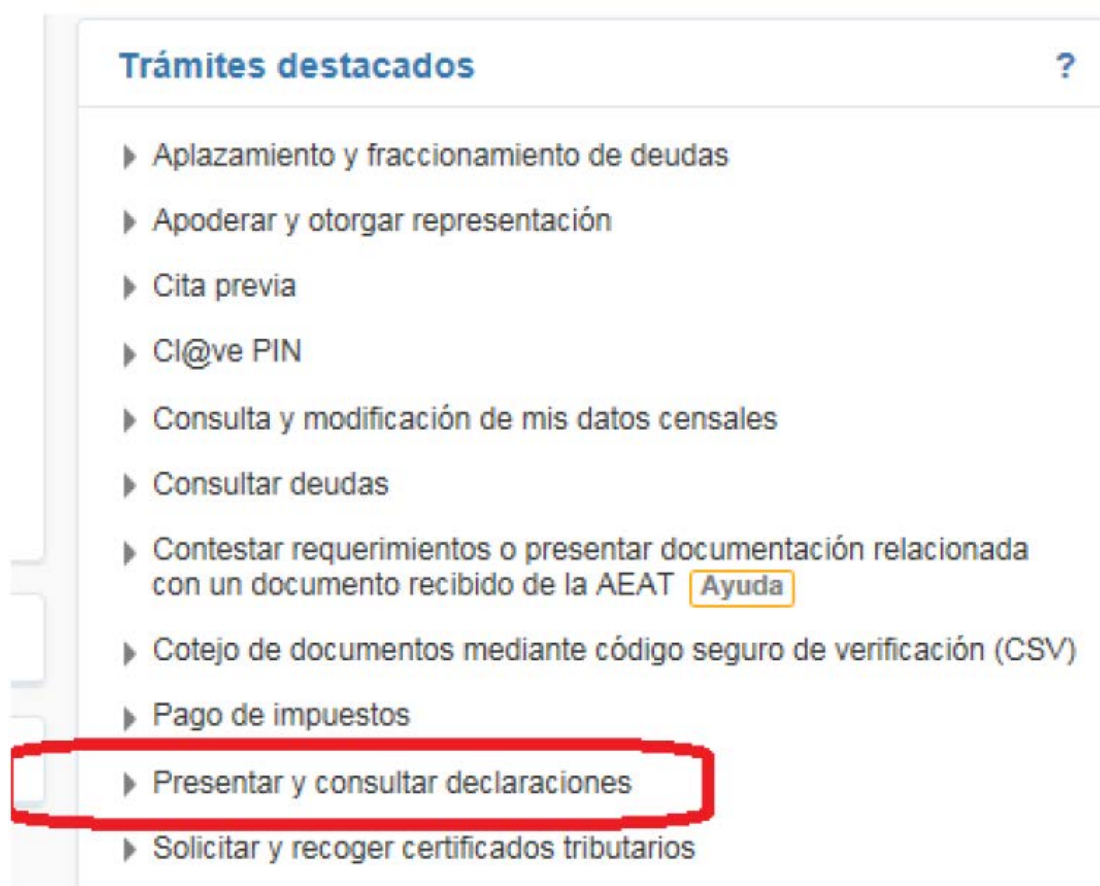 Trámites destacados ?
Aplazamiento y fraccionamiento de deudas
Apoderar y otorgar representación
Cita previa
Cl@ve PIN
Consulta y modificación de mis datos censales
Consultar deudas
Contestar requerimientos o presentar documentación relacionada
con un documento recibido de la AEAT Ayuda
Cotejo de documentos mediante código seguro de verificación (CSV)
Pago de impuestos
Presentar y consultar declaraciones
Solicitar y recoger certificados tributarios